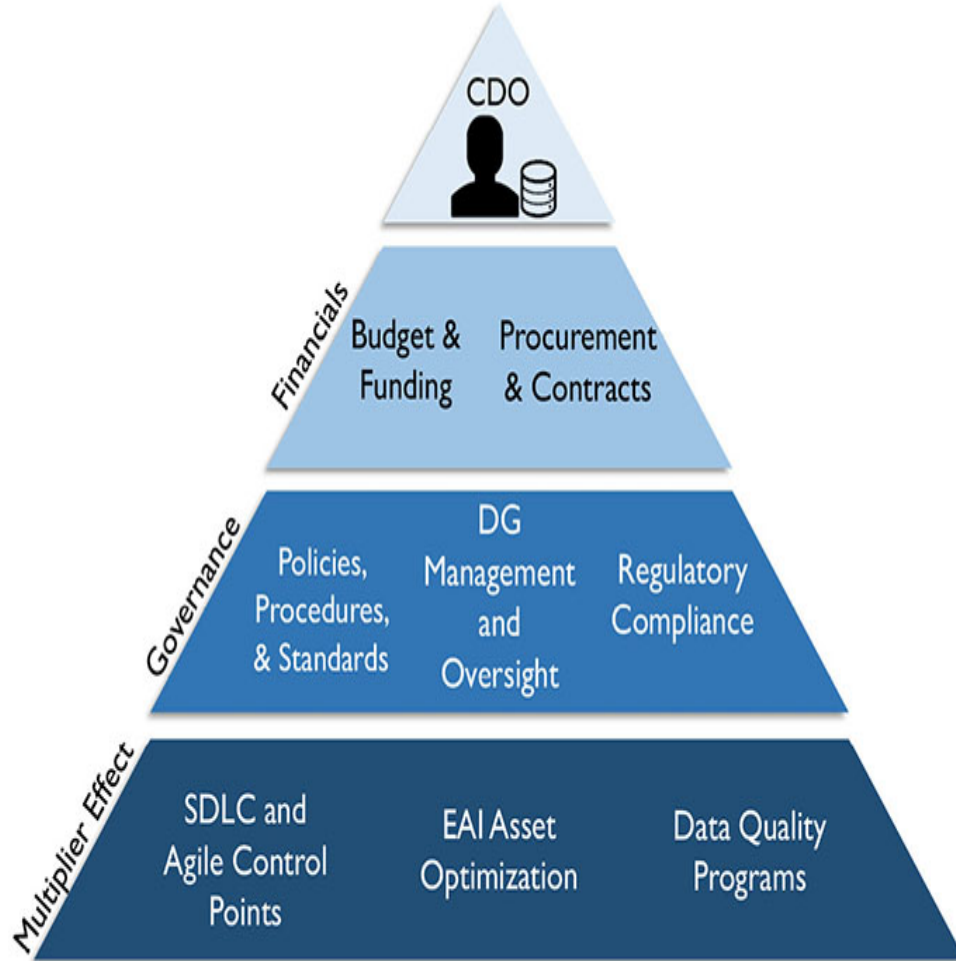 CDO
Financials
Budget &
Funding
Procurement
& Contracts
Governance
Policies,
Procedures,
& Standards
DG
Management
and
Oversight
Regulatory
Compliance
Multiplier Effect
SDLC and
Agile Control
Points
EAI Asset
Optimization
Data Quality
Programs